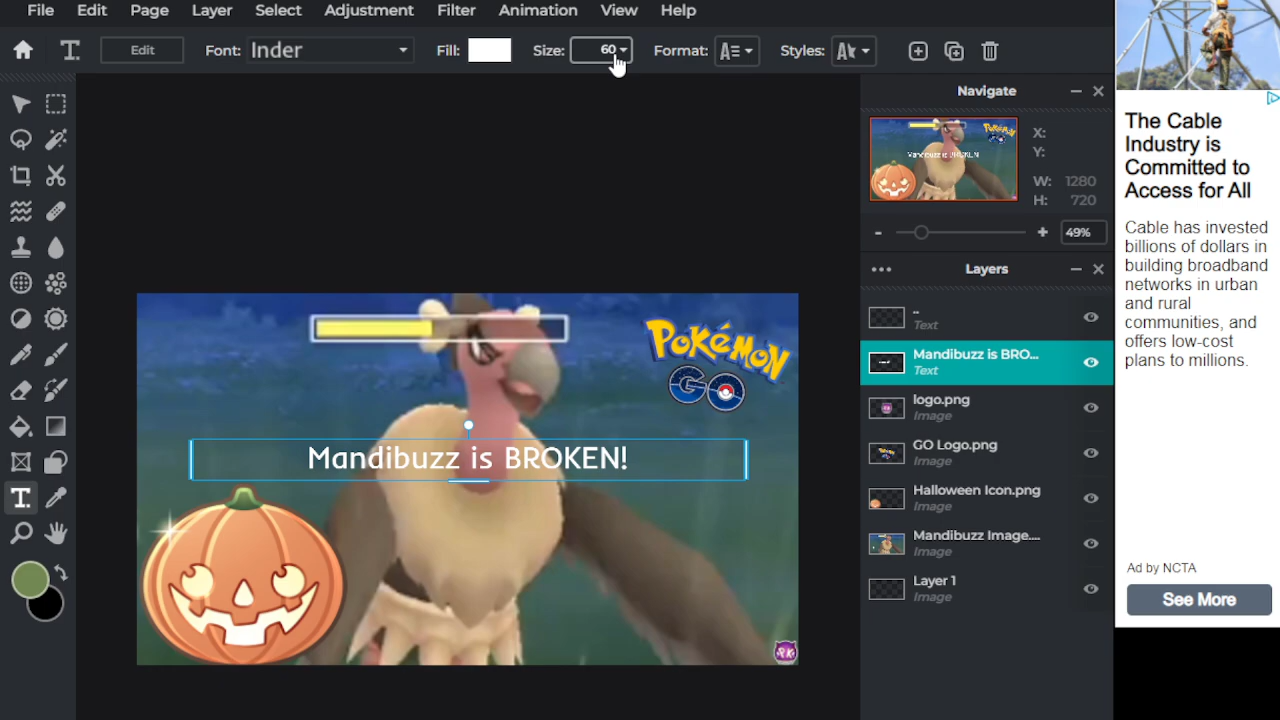 File Edit Page Layer Select Adjustment Filter Animation View Help
Edit Font: Inder Fill: Size: 60 Format: A Styles: A
T.
Navigate
X:
Y:
W: 1280
H: 720
- + 49%
Layers
..
Text
Mandibuzz is BRO...
Text
logo.png
Image
GO Logo.png
Image
Halloween Icon.png
Image
Mandibuzz Image....
Image
Layer 1
Image
POKéMON
GO
Mandibuzz is BROKEN!
PK
The Cable
Industry is
Committed to
Access for All
Cable has invested
billions of dollars in
building broadband
networks in urban
and rural
communities, and
offers low-cost
plans to millions.
Ad by NCTA
See More